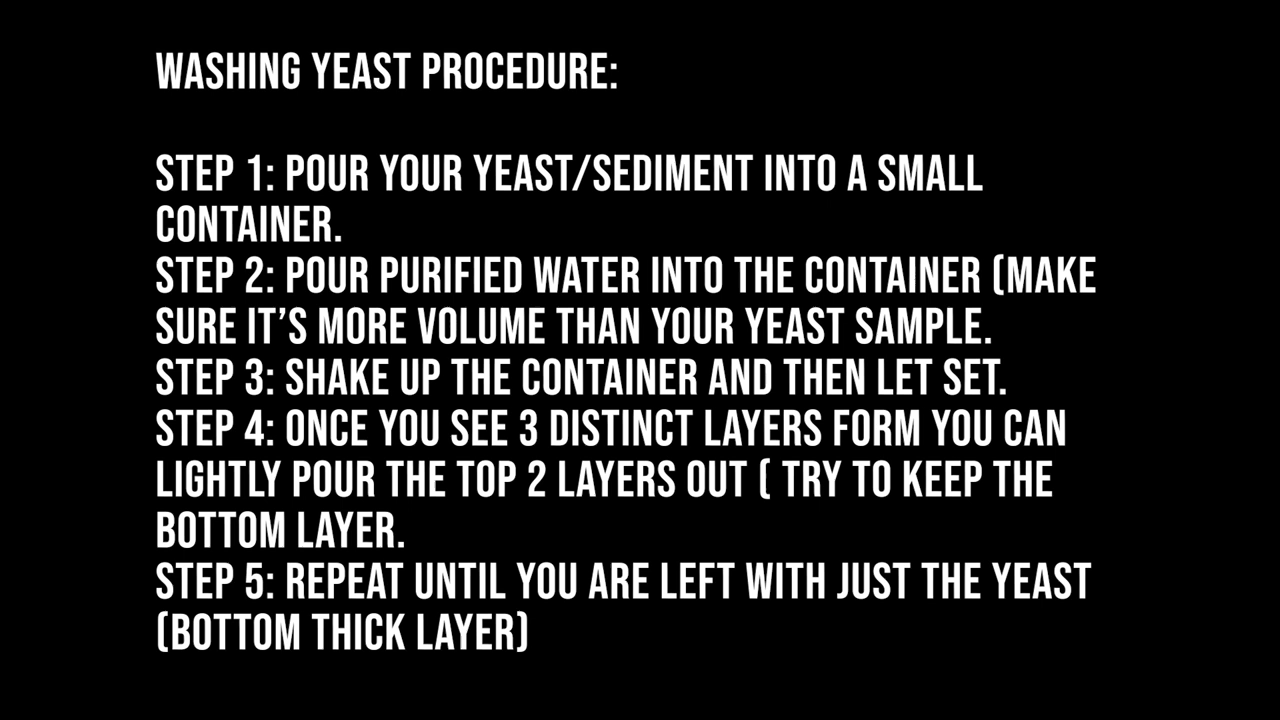 WASHING YEAST PROCEDURE:
STEP 1: POUR YOUR YEAST/SEDIMENT INTO A SMALL
CONTAINER.
STEP 2: POUR PURIFIED WATER INTO THE CONTAINER (MAKE
SURE IT’S MORE VOLUME THAN YOUR YEAST SAMPLE.
STEP 3: SHAKE UP THE CONTAINER AND THEN LET SET.
STEP 4: ONCE YOU SEE 3 DISTINCT LAYERS FORM YOU CAN
LIGHTLY POUR THE TOP 2 LAYERS OUT ( TRY TO KEEP THE
BOTTOM LAYER.
STEP 5: REPEAT UNTIL YOU ARE LEFT WITH JUST THE YEAST
(BOTTOM THICK LAYER)